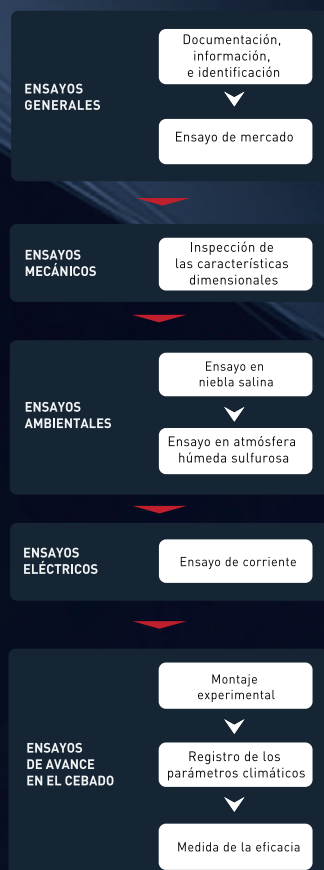 ENSAYOS
GENERALES
Documentación,
información,
e identificación
Ensayo de mercado
ENSAYOS
MECÁNICOS
Inspección de
las características
dimensionales
ENSAYOS
AMBIENTALES
Ensayo en
niebla salina
Ensayo en atmósfera
húmeda sulfurosa
ENSAYOS
ELÉCTRICOS
Ensayo de corriente
ENSAYOS
DE AVANCE
EN EL CEBADO
Montaje
experimental
Registro de los
parámetros climáticos
Medida de la eficacia